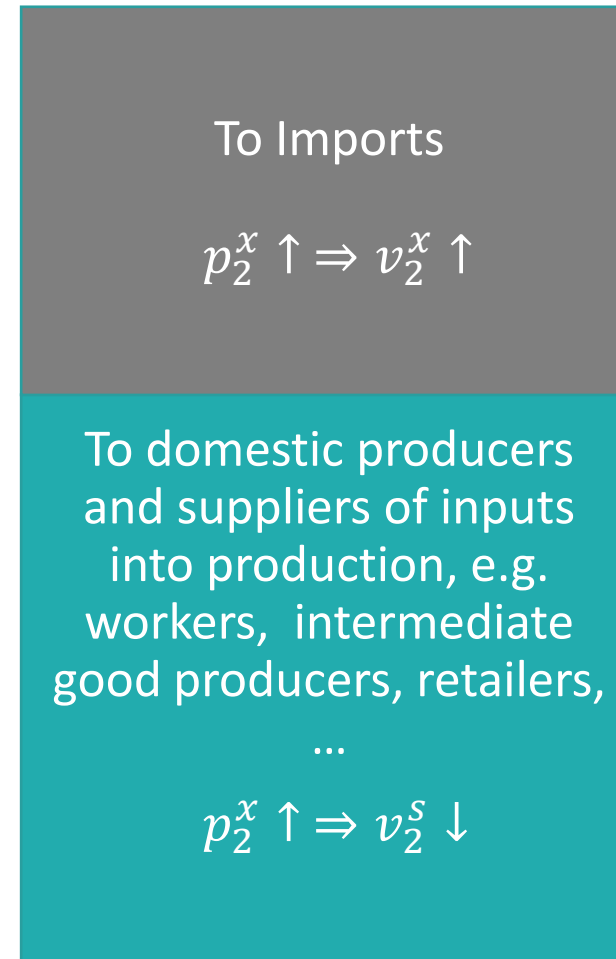 To Imports
𝑝₂ˣ ↑ ⇒ 𝑣₂ˣ ↑
To domestic producers
and suppliers of inputs
into production, e.g.
workers, intermediate
good producers, retailers,
...
𝑝₂ˣ ↑ ⇒ 𝑣₂ˢ ↓